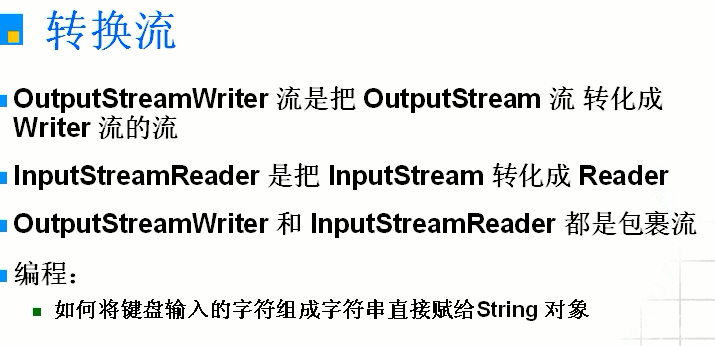 转换流
OutputStreamWriter 流是把 OutputStream 流 转化成
Writer 流的流
InputStreamReader 是把 InputStream 转化成 Reader
OutputStreamWriter 和 InputStreamReader 都是包裹流
编程：
如何将键盘输入的字符组成字符串直接赋给String 对象